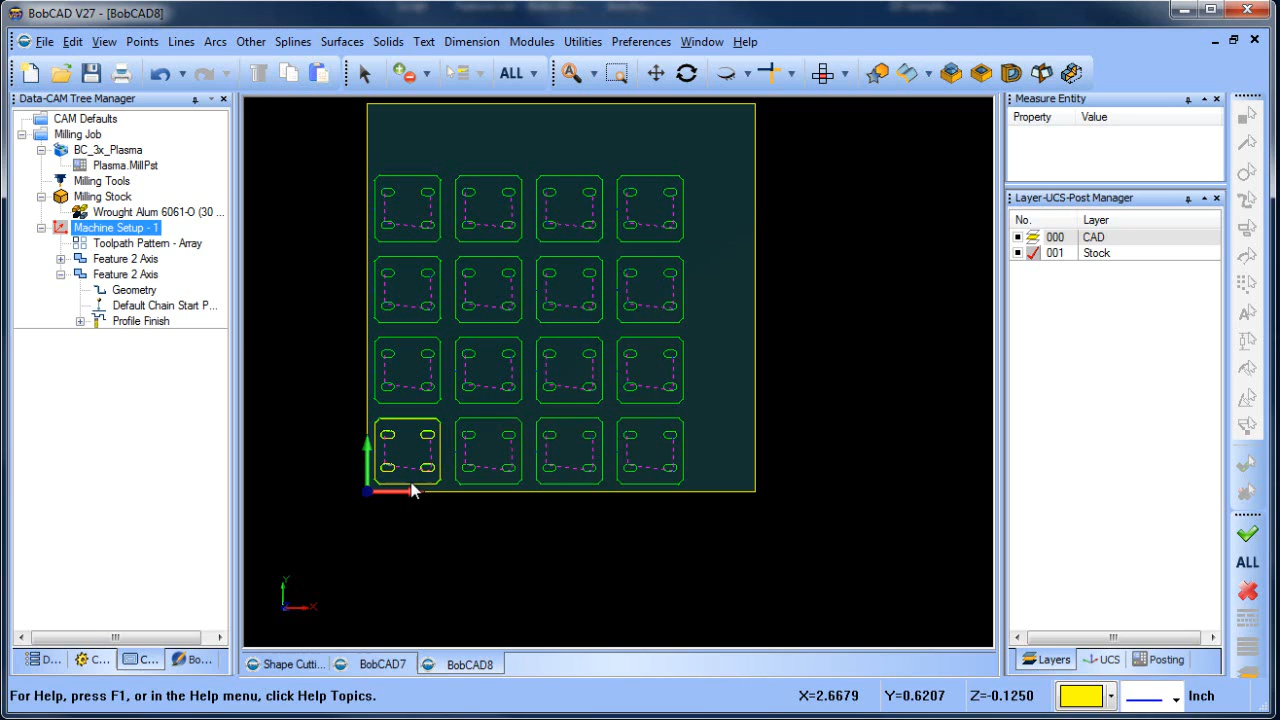 BobCAD V27 - [BobCAD8]
File Edit View Points Lines Arcs Other Splines Surfaces Solids Text Dimension Modules Utilities Preferences Window Help
ALL
Data-CAM Tree Manager
CAM Defaults
Milling Job
BC_3x_Plasma
Plasma.MillPst
Milling Tools
Milling Stock
Wrought Alum 6061-O (30 ...
Machine Setup - 1
Toolpath Pattern - Array
Feature 2 Axis
Feature 2 Axis
Geometry
Default Chain Start P...
Profile Finish
D... C... C... Bo...
Y
X
Shape Cutti... BobCAD7 BobCAD8
Measure Entity
Property Value
Layer-UCS-Post Manager
No. Layer
000 CAD
001 Stock
Layers UCS Posting
ALL
For Help, press F1, or in the Help menu, click Help Topics. X=2.6679 Y=0.6207 Z=-0.1250 Inch